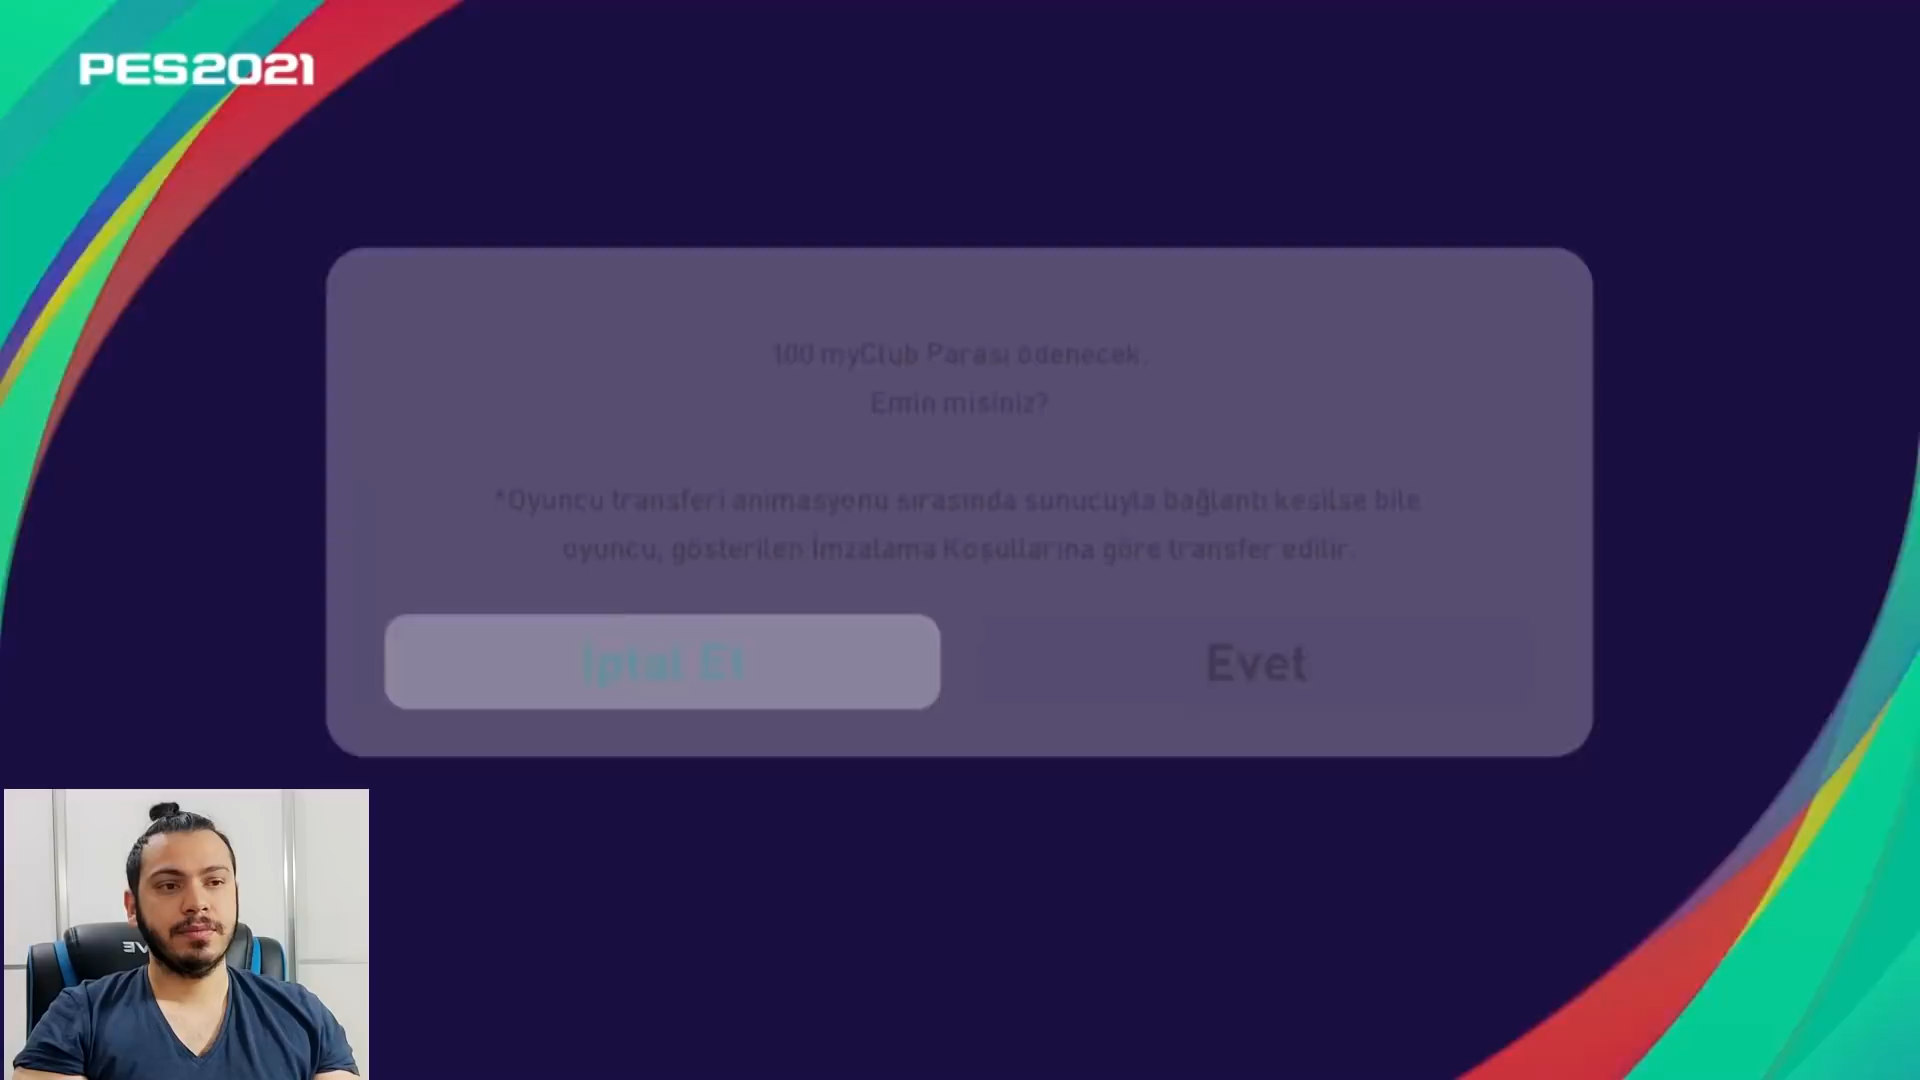 PES2021
100 myClub Parası ödenecek.
Emin misiniz?
*Oyuncu transferi animasyonu sırasında sunucuyla bağlantı kesilse bile
oyuncu, gösterilen İmzalama Koşullarına göre transfer edilir.
İptal Et
Evet